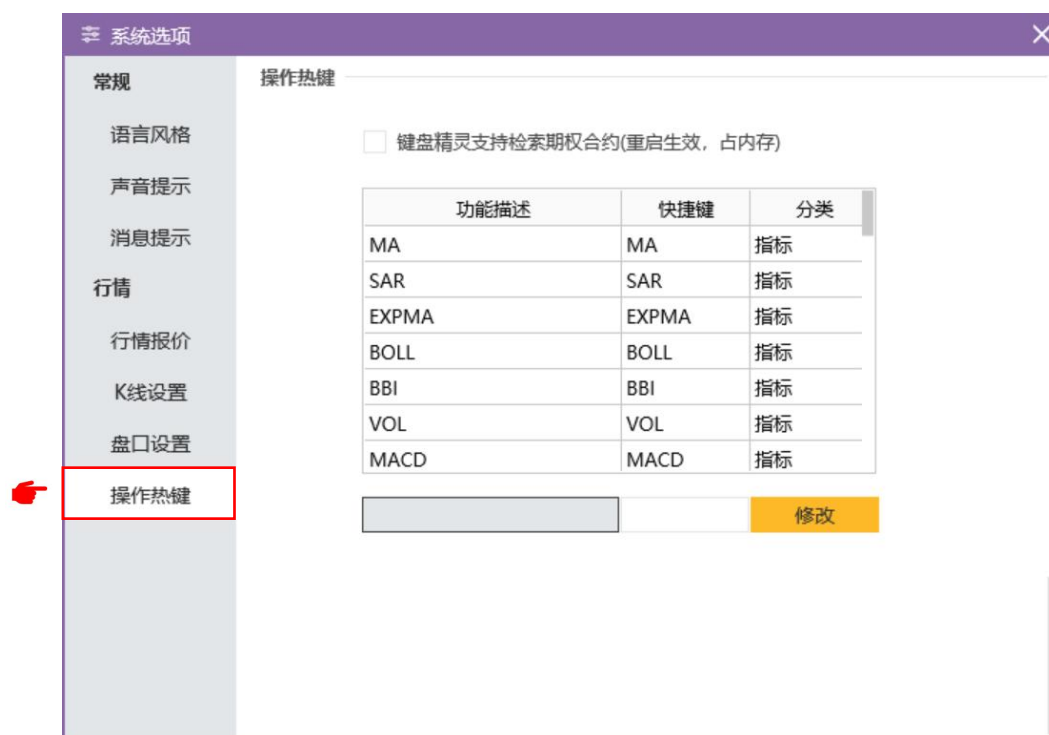 系统选项
常规
语言风格
声音提示
消息提示
行情
行情报价
K线设置
盘口设置
操作热键
操作热键
键盘精灵支持检索期权合约(重启生效，占内存)
功能描述 快捷键 分类
MA MA 指标
SAR SAR 指标
EXPMA EXPMA 指标
BOLL BOLL 指标
BBI BBI 指标
VOL VOL 指标
MACD MACD 指标
修改